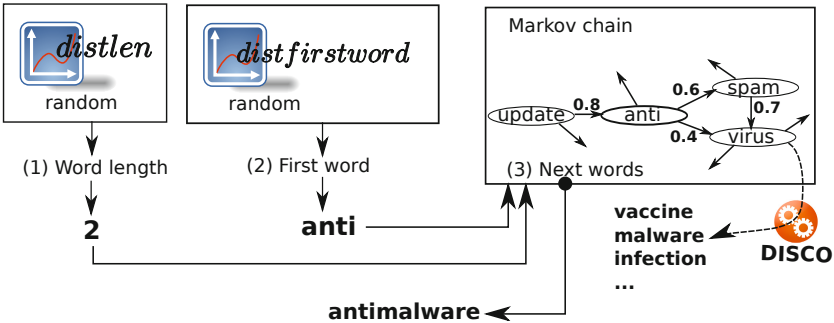 distlen
random
(1) Word length
2
distfirstword
random
(2) First word
anti
Markov chain
update
0.8
anti
0.6
spam
0.7
0.4
virus
(3) Next words
vaccine
malware
infection
...
DISCO
antimalware